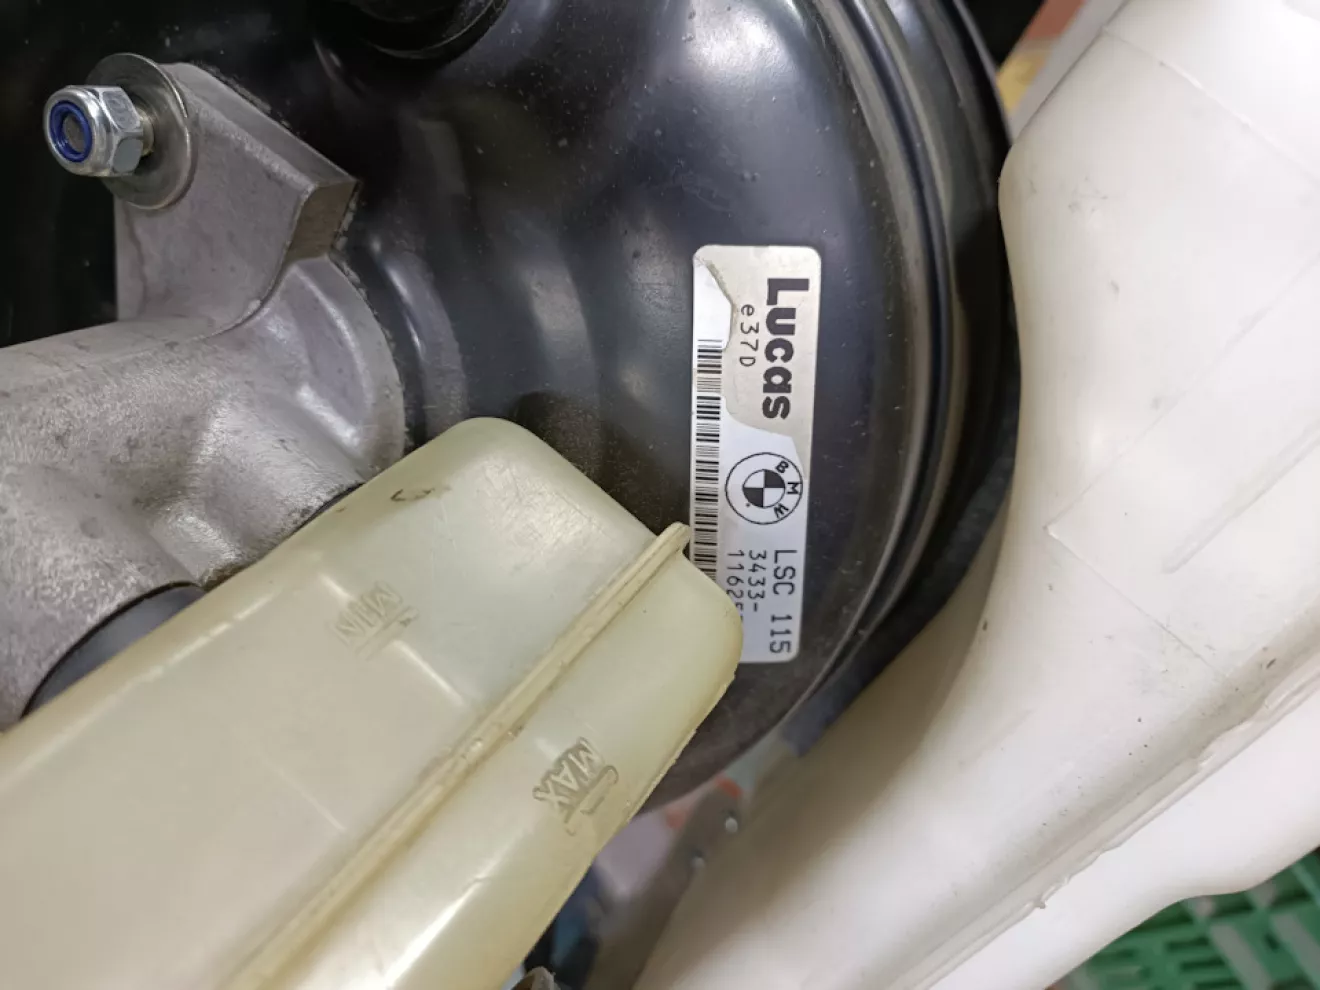 Lucas
e37D
BMW
LSC 115
3433-
MIN
MAX